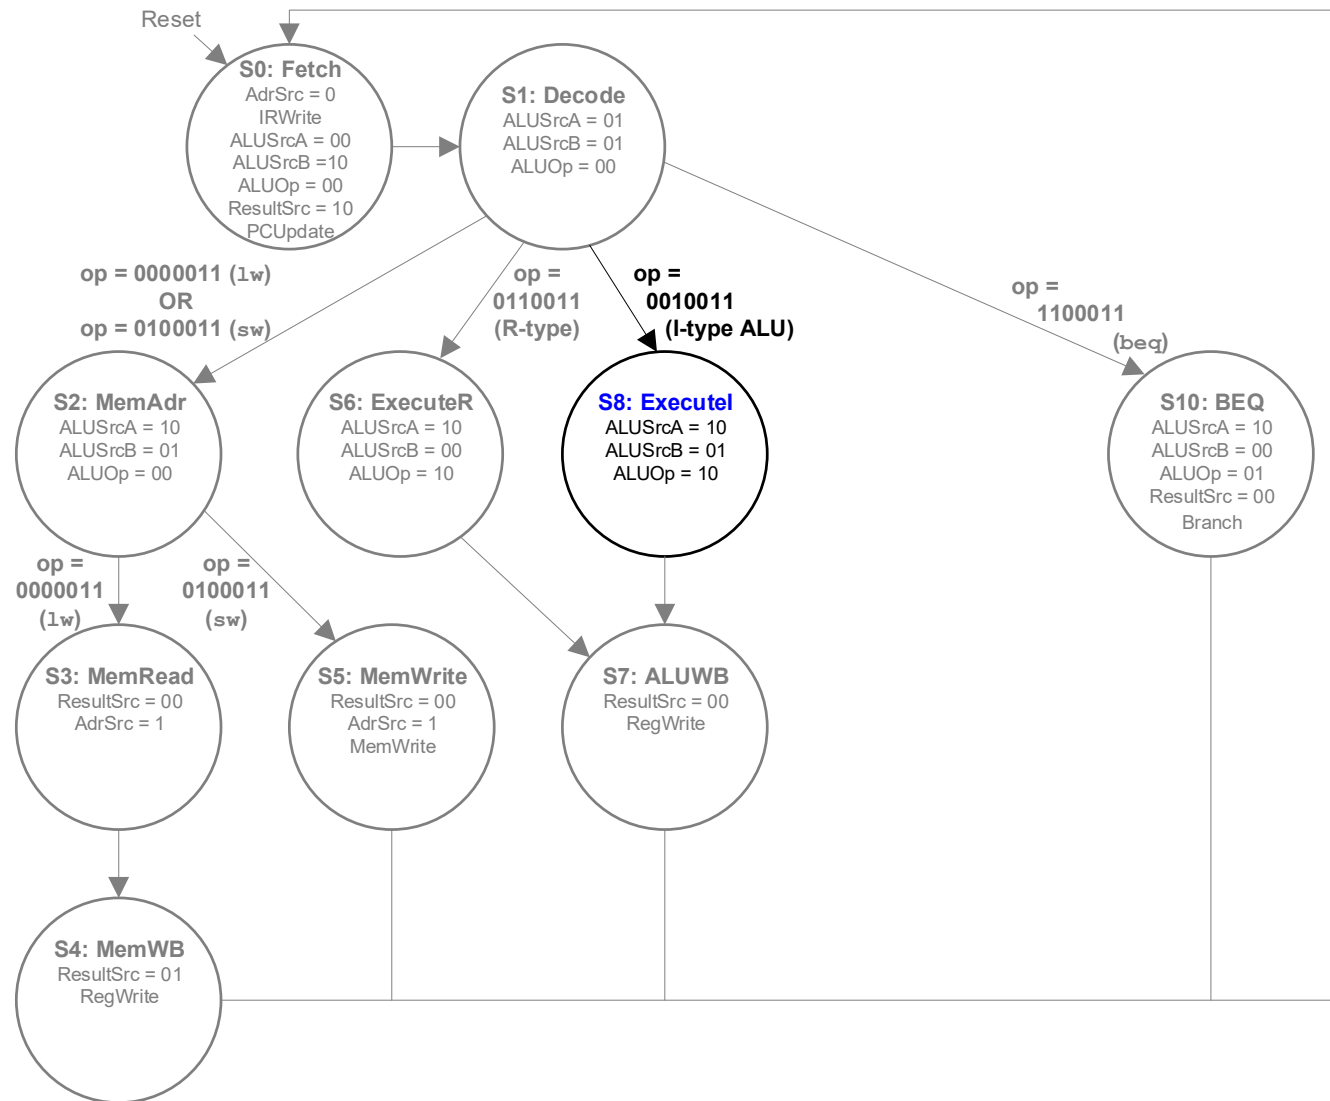 Reset
S0: Fetch
AdrSrc = 0
IRWrite
ALUSrcA = 00
ALUSrcB =10
ALUOp = 00
ResultSrc = 10
PCUpdate
S1: Decode
ALUSrcA = 01
ALUSrcB = 01
ALUOp = 00
op = 0000011 (lw)
OR
op = 0100011 (sw)
op =
0110011
(R-type)
op =
0010011
(I-type ALU)
op =
1100011
(beq)
S2: MemAdr
ALUSrcA = 10
ALUSrcB = 01
ALUOp = 00
S6: ExecuteR
ALUSrcA = 10
ALUSrcB = 00
ALUOp = 10
S8: ExecuteI
ALUSrcA = 10
ALUSrcB = 01
ALUOp = 10
S10: BEQ
ALUSrcA = 10
ALUSrcB = 00
ALUOp = 01
ResultSrc = 00
Branch
op =
0000011
(lw)
op =
0100011
(sw)
S3: MemRead
ResultSrc = 00
AdrSrc = 1
S5: MemWrite
ResultSrc = 00
AdrSrc = 1
MemWrite
S7: ALUWB
ResultSrc = 00
RegWrite
S4: MemWB
ResultSrc = 01
RegWrite